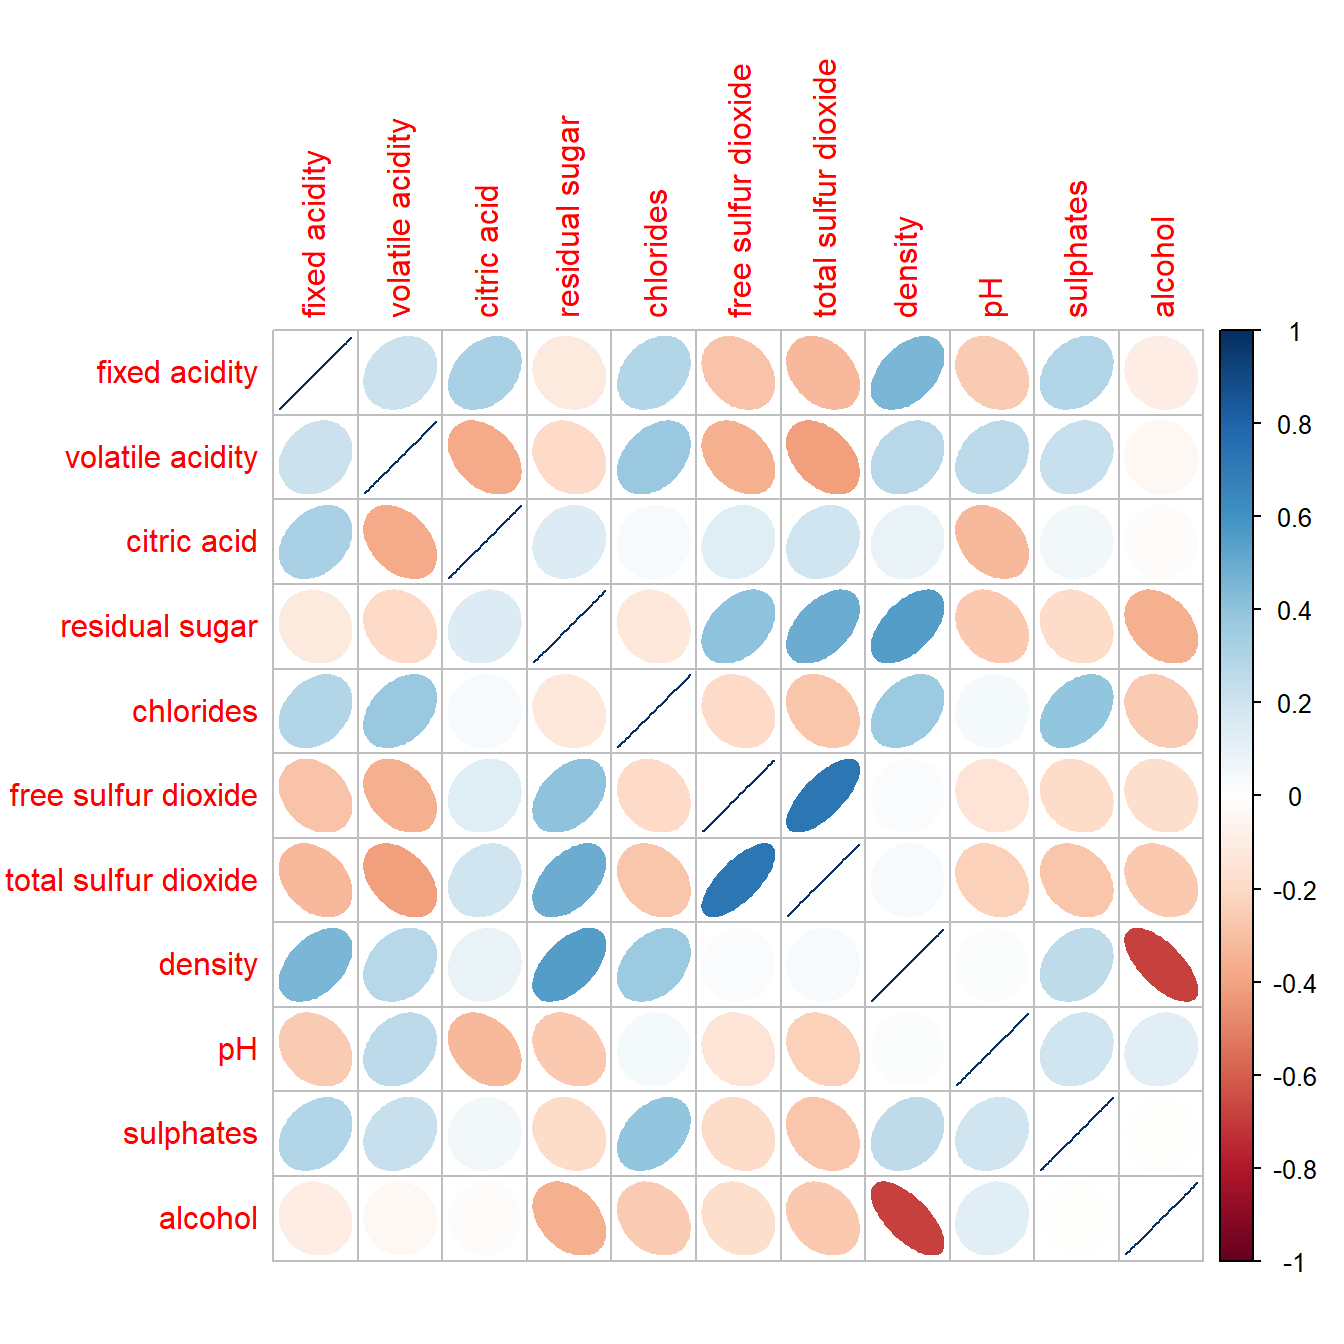 fixed acidity
volatile acidity
citric acid
residual sugar
chlorides
free sulfur dioxide
total sulfur dioxide
density
pH
sulphates
alcohol
fixed acidity
volatile acidity
citric acid
residual sugar
chlorides
free sulfur dioxide
total sulfur dioxide
density
pH
sulphates
alcohol
1
0.8
0.6
0.4
0.2
0
-0.2
-0.4
-0.6
-0.8
-1